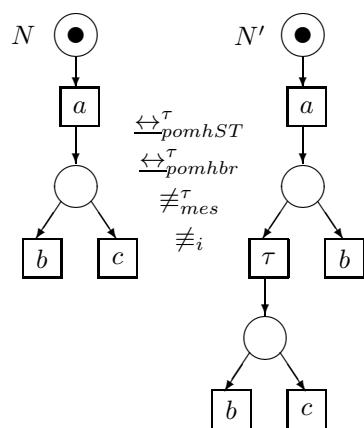 N N′
a a
↔^τ_pomhST
↔^τ_pomhbr
≢^τ_mes
≢_i
b c τ b
b c